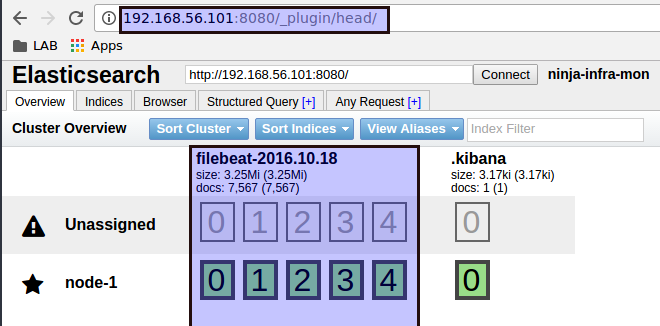 192.168.56.101:8080/_plugin/head/
LAB Apps
Elasticsearch http://192.168.56.101:8080/ Connect ninja-infra-mon
Overview Indices Browser Structured Query [+] Any Request [+]
Cluster Overview Sort Cluster Sort Indices View Aliases Index Filter
filebeat-2016.10.18 .kibana
size: 3.25Mi (3.25Mi) size: 3.17ki (3.17ki)
docs: 7,567 (7,567) docs: 1 (1)
Unassigned 0 1 2 3 4 0
node-1 0 1 2 3 4 0